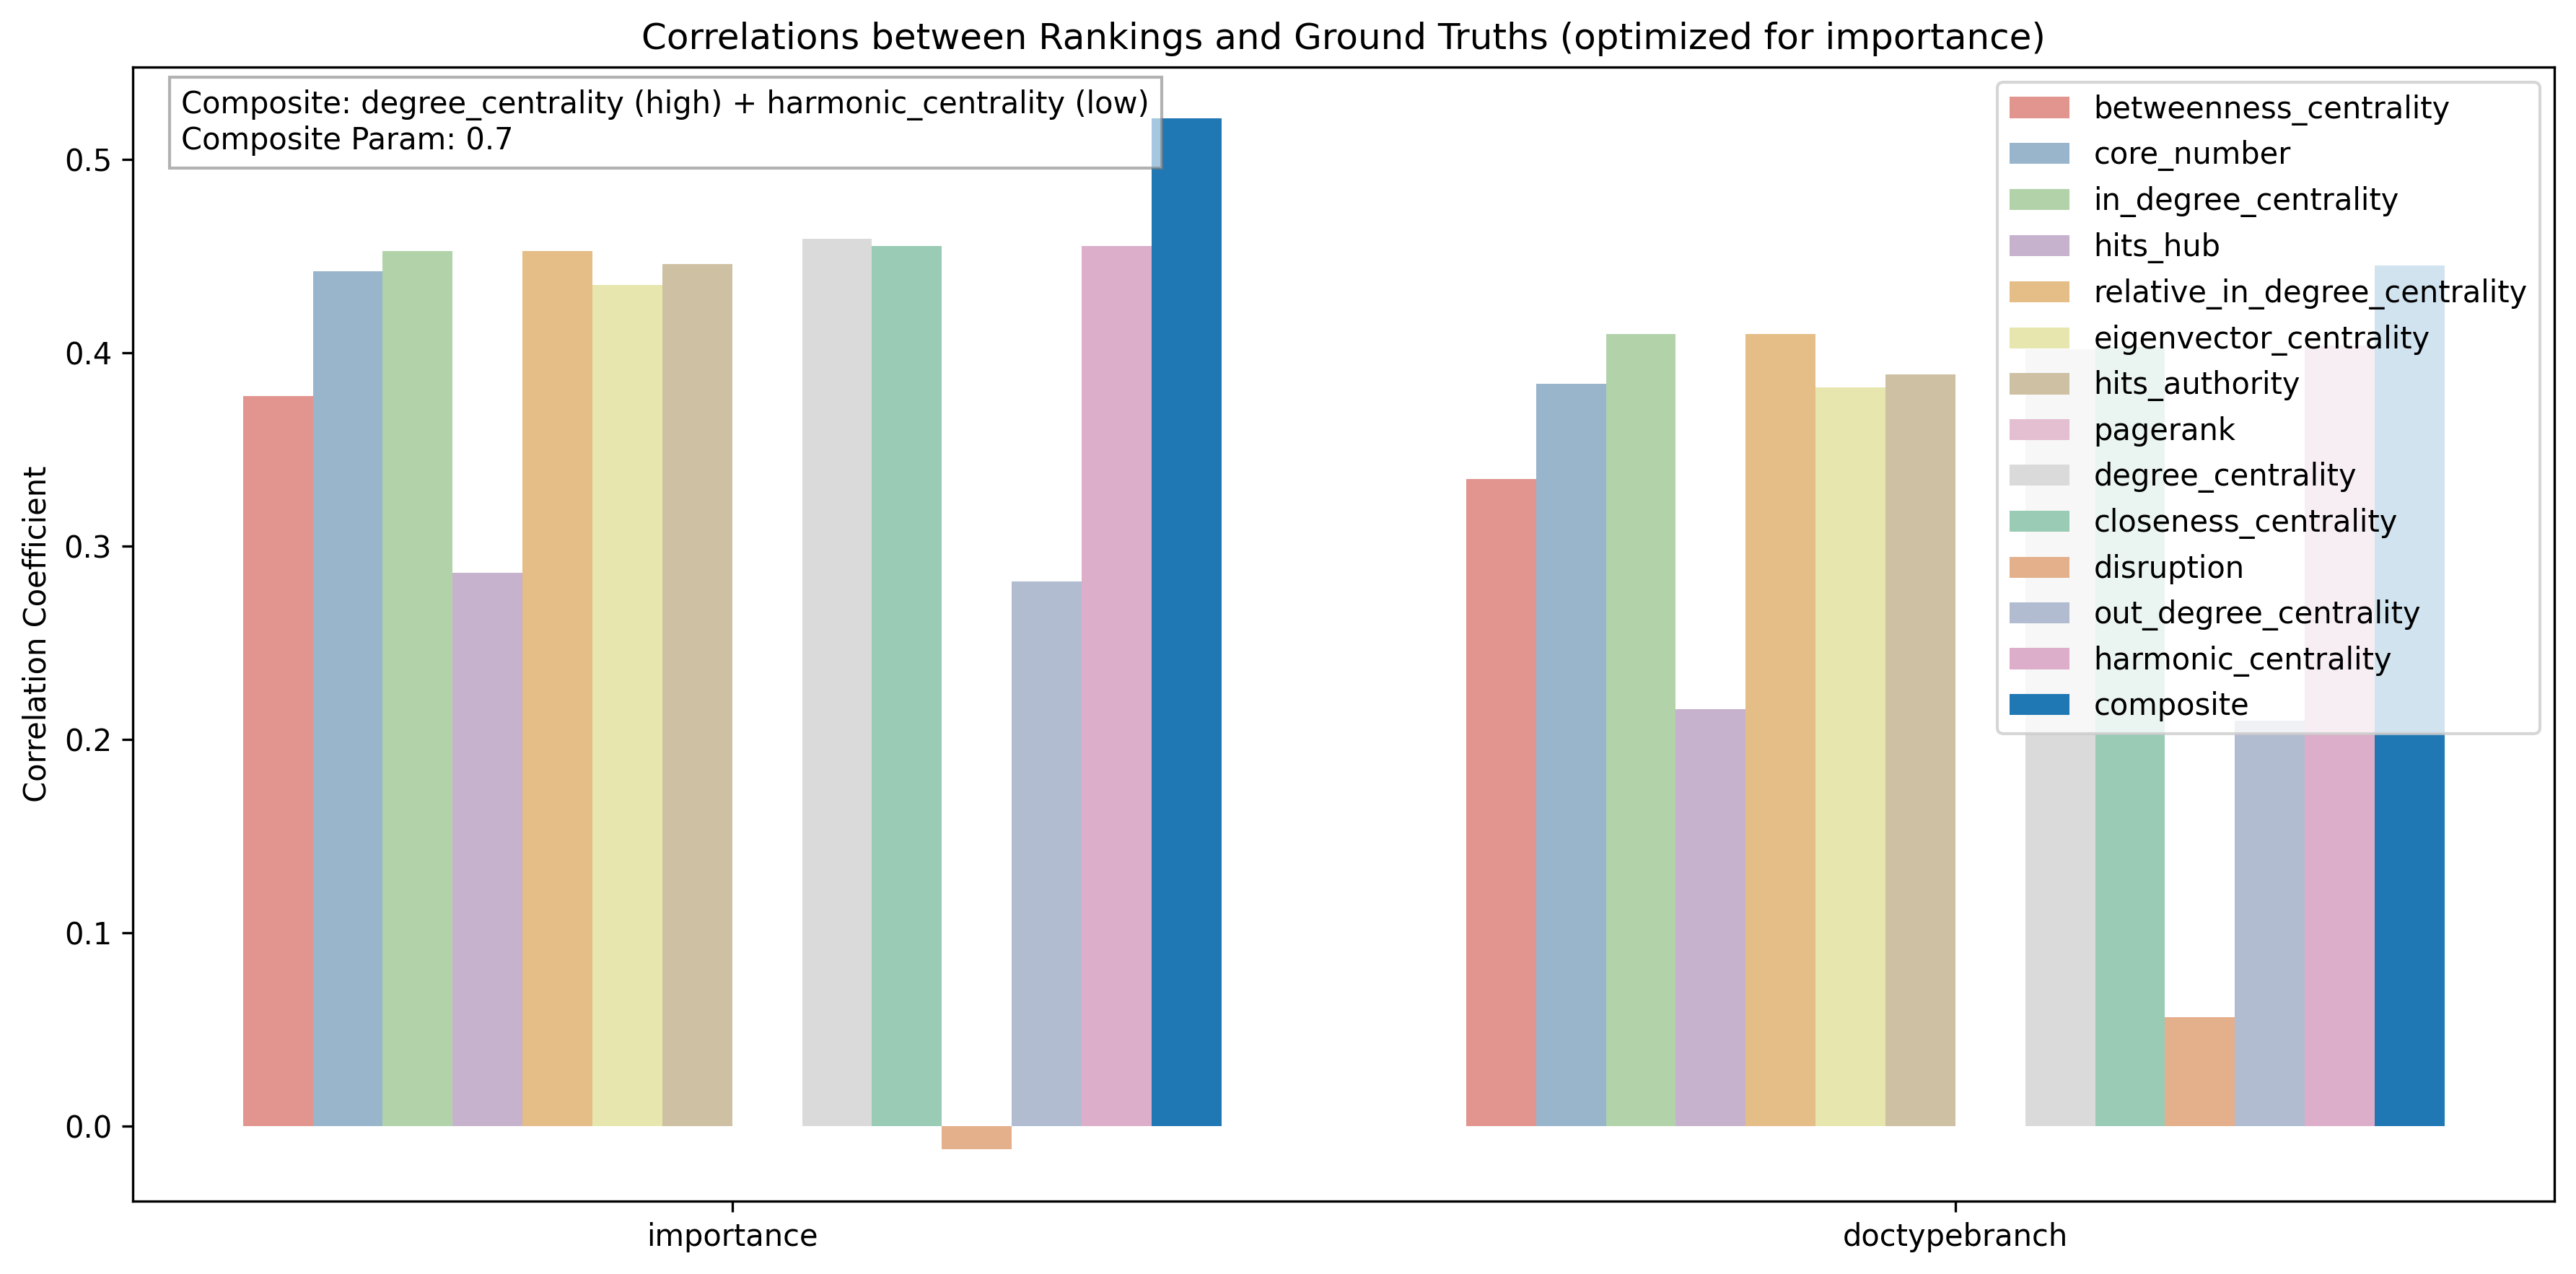 Correlations between Rankings and Ground Truths (optimized for importance)
Composite: degree_centrality (high) + harmonic_centrality (low)
Composite Param: 0.7
betweenness_centrality
core_number
in_degree_centrality
hits_hub
relative_in_degree_centrality
eigenvector_centrality
hits_authority
pagerank
degree_centrality
closeness_centrality
disruption
out_degree_centrality
harmonic_centrality
composite
Correlation Coefficient
0.5
0.4
0.3
0.2
0.1
0.0
importance
doctypebranch